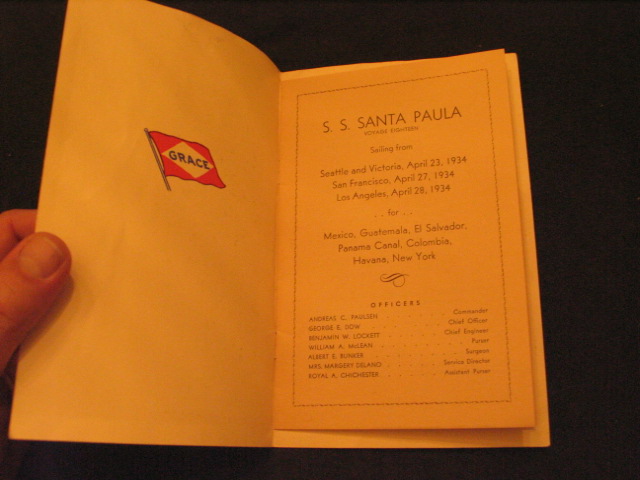 GRACE
S. S. SANTA PAULA
VOYAGE EIGHTEEN
Sailing from
Seattle and Victoria, April 23, 1934
San Francisco, April 27, 1934
Los Angeles, April 28, 1934
. . for . .
Mexico, Guatemala, El Salvador,
Panama Canal, Colombia,
Havana, New York
OFFICERS
ANDREAS C. PAULSEN . . . . . . Commander
GEORGE E. DOW . . . . . . Chief Officer
BENJAMIN W. LOCKETT . . . . . . Chief Engineer
WILLIAM A. McLEAN . . . . . . Purser
ALBERT E. BUNKER . . . . . . Surgeon
MRS. MARGERY DELANO . . . . . . Service Director
ROYAL A. CHICHESTER . . . . . . Assistant Purser